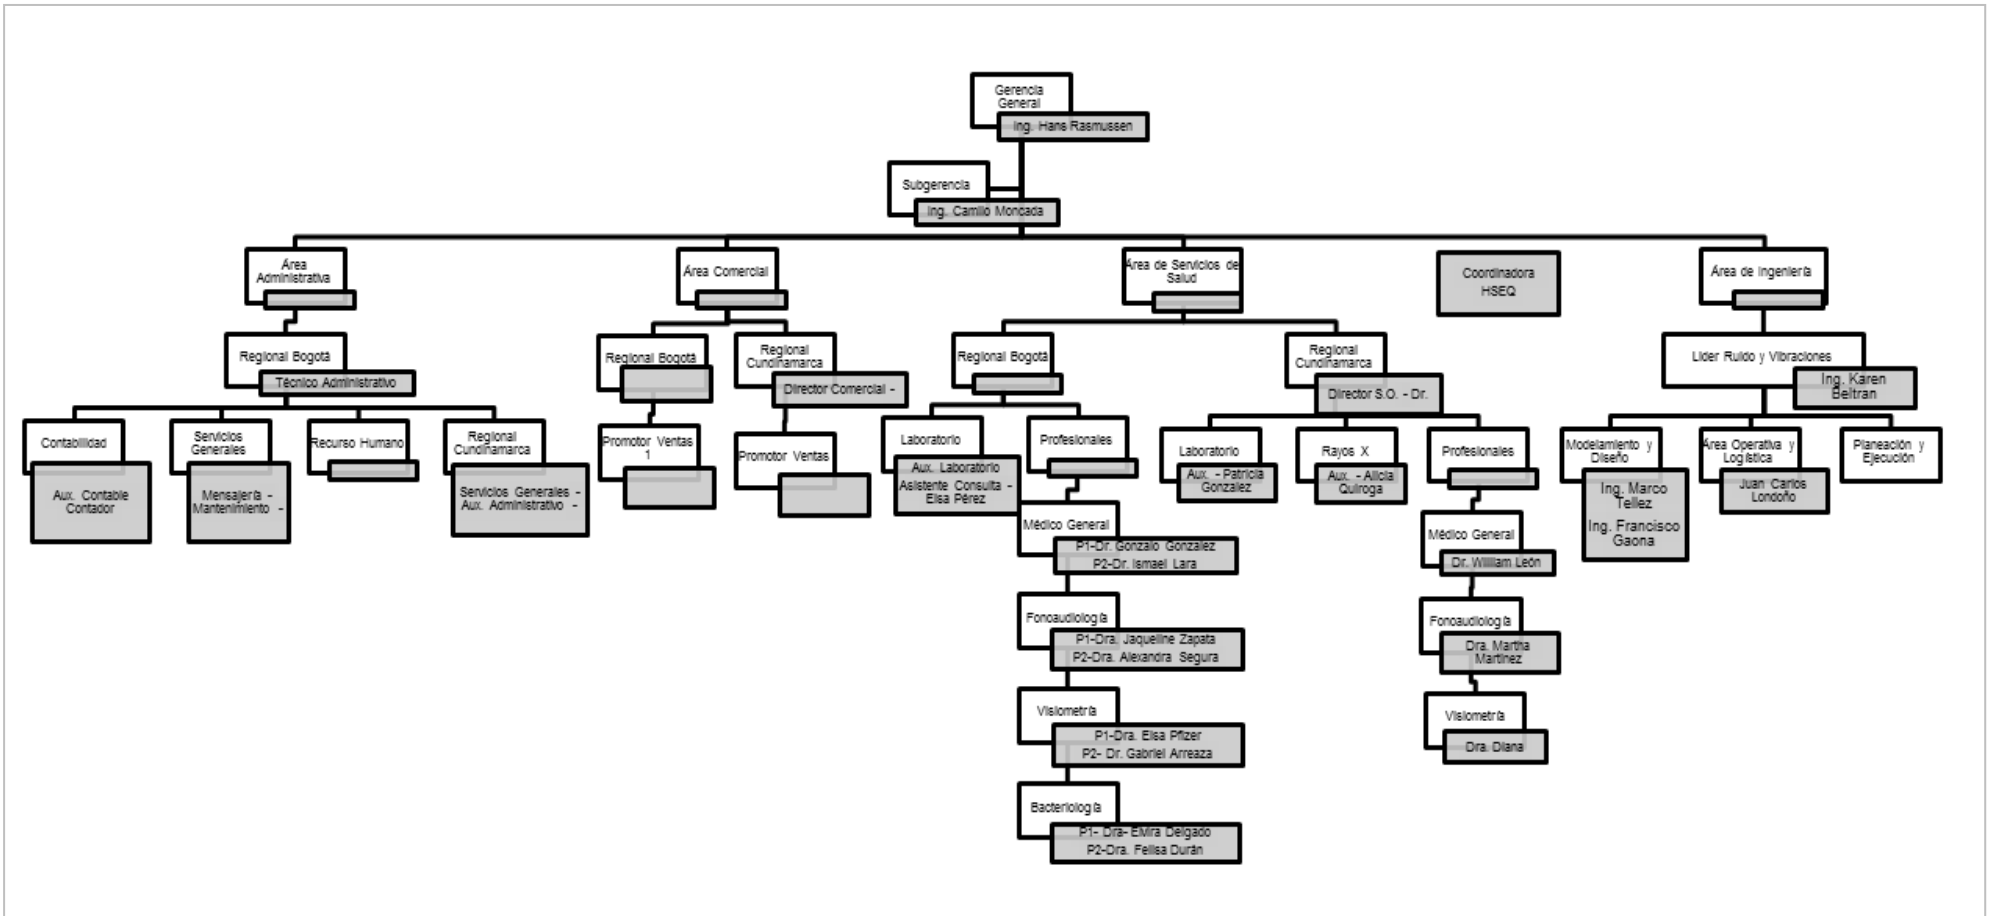 Gerencia
General
Ing. Hans Rasmussen
Subgerencia
Ing. Camilo Moncada
Área
Administrativa
Área Comercial
Área de Servicios de
Salud
Coordinadora
HSEQ
Área de Ingeniería
Regional Bogotá
Técnico Administrativo
Regional Bogotá
Regional
Cundinamarca
Director Comercial -
Regional Bogotá
Regional
Cundinamarca
Director S.O. - Dr.
Lider Ruido y Vibraciones
Ing. Karen
Beltran
Contabilidad
Aux. Contable
Contador
Servicios
Generales
Mensajería -
Mantenimiento -
Recurso Humano
Regional
Cundinamarca
Servicios Generales -
Aux. Administrativo -
Promotor Ventas
1
Promotor Ventas
Laboratorio
Aux. Laboratorio
Asistente Consulta -
Elsa Pérez
Profesionales
Médico General
P1-Dr. Gonzalo Gonzalez
P2-Dr. Ismael Lara
Fonoaudiología
P1-Dra. Jaqueline Zapata
P2-Dra. Alexandra Segura
Visiometría
P1-Dra. Elsa Pfizer
P2- Dr. Gabriel Arreaza
Bacteriología
P1- Dra- Elvira Delgado
P2-Dra. Felisa Durán
Laboratorio
Aux. - Patricia
Gonzalez
Rayos X
Aux. - Alicia
Quiroga
Profesionales
Médico General
Dr. William León
Fonoaudiología
Dra. Martha
Martinez
Visiometría
Dra. Diana
Modelamiento y
Diseño
Ing. Marco
Tellez
Ing. Francisco
Gaona
Área Operativa y
Logística
Juan Carlos
Londoño
Planeación y
Ejecución